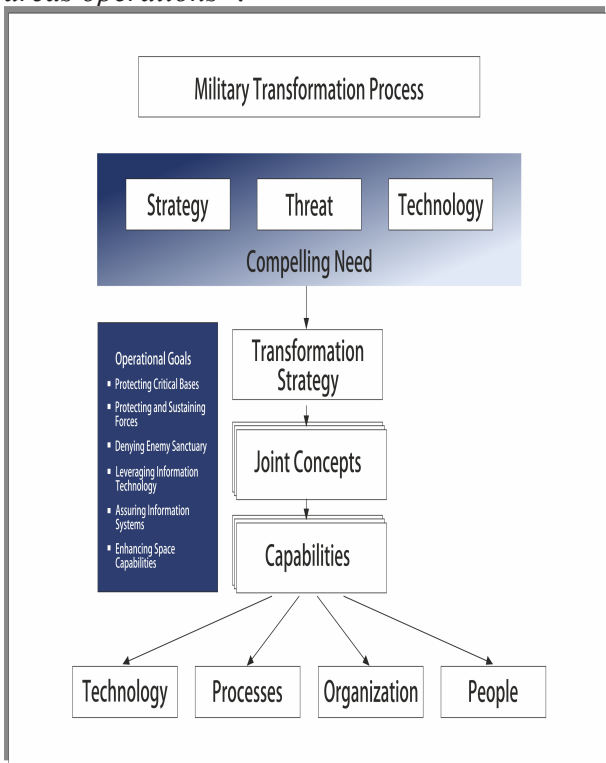 areas operations".
Military Transformation Process
Strategy
Threat
Technology
Compelling Need
Operational Goals
▪ Protecting Critical Bases
▪ Protecting and Sustaining
Forces
▪ Denying Enemy Sanctuary
▪ Leveraging Information
Technology
▪ Assuring Information
Systems
▪ Enhancing Space
Capabilities
Transformation
Strategy
Joint Concepts
Capabilities
Technology
Processes
Organization
People